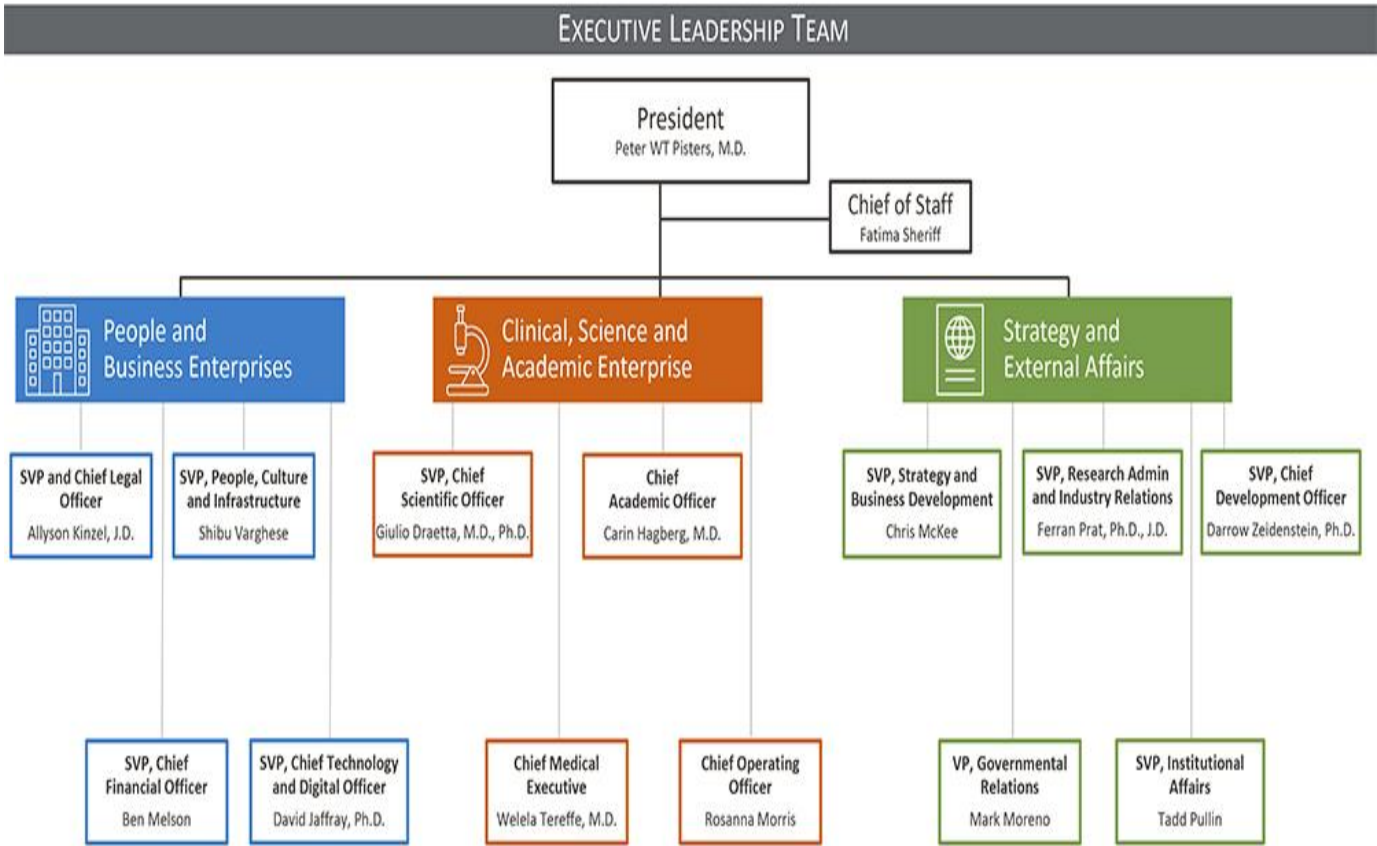 EXECUTIVE LEADERSHIP TEAM
President
Peter WT Pisters, M.D.
Chief of Staff
Fatima Sheriff
People and
Business Enterprises
Clinical, Science and
Academic Enterprise
Strategy and
External Affairs
SVP and Chief Legal
Officer
Allyson Kinzel, J.D.
SVP, People, Culture
and Infrastructure
Shibu Varghese
SVP, Chief
Scientific Officer
Giulio Draetta, M.D., Ph.D.
Chief
Academic Officer
Carin Hagberg, M.D.
SVP, Strategy and
Business Development
Chris McKee
SVP, Research Admin
and Industry Relations
Ferran Prat, Ph.D., J.D.
SVP, Chief
Development Officer
Darrow Zeidenstein, Ph.D.
SVP, Chief
Financial Officer
Ben Melson
SVP, Chief Technology
and Digital Officer
David Jaffray, Ph.D.
Chief Medical
Executive
Welela Tereffe, M.D.
Chief Operating
Officer
Rosanna Morris
VP, Governmental
Relations
Mark Moreno
SVP, Institutional
Affairs
Tadd Pullin